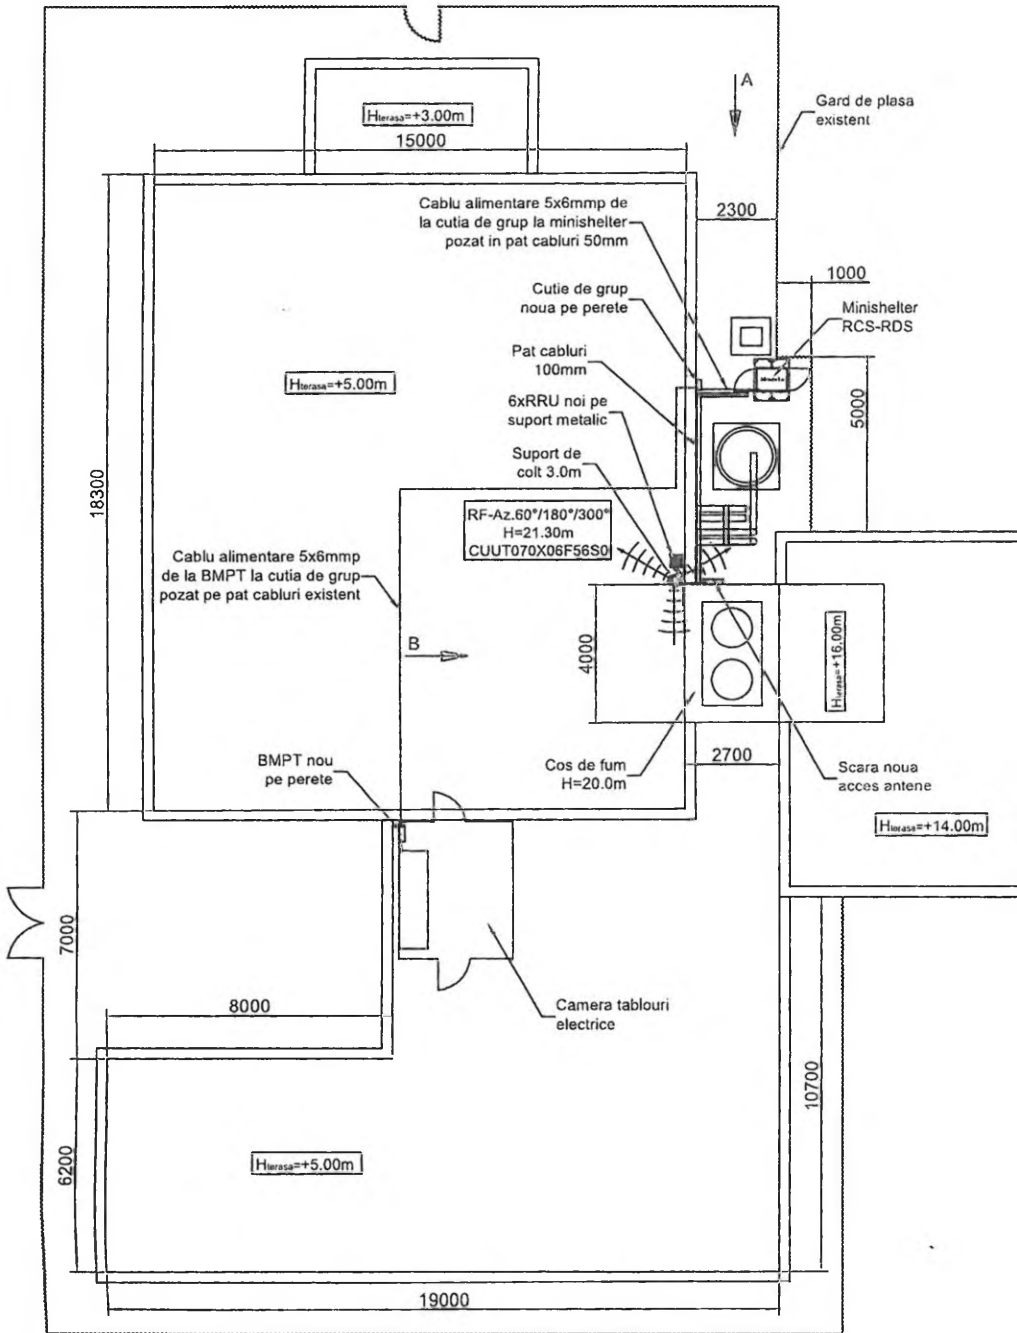 A
Gard de plasa
existent
Hterasa=+3.00m
15000
Cablu alimentare 5x6mmp de
la cutia de grup la minishelter
pozat in pat cabluri 50mm
2300
1000
Cutie de grup
noua pe perete
Minishelter
RCS-RDS
Pat cabluri
100mm
Hterasa=+5.00m
6xRRU noi pe
suport metalic
5000
Suport de
colt 3.0m
18300
RF-Az.60°/180°/300°
H=21.30m
CUUT070X06F56S0
Cablu alimentare 5x6mmp
de la BMPT la cutia de grup
pozat pe pat cabluri existent
B
4000
Hterasa=+16.00m
BMPT nou
pe perete
Cos de fum
H=20.0m
2700
Scara noua
acces antene
Hterasa=+14.00m
7000
8000
Camera tablouri
electrice
10700
6200
Hterasa=+5.00m
19000